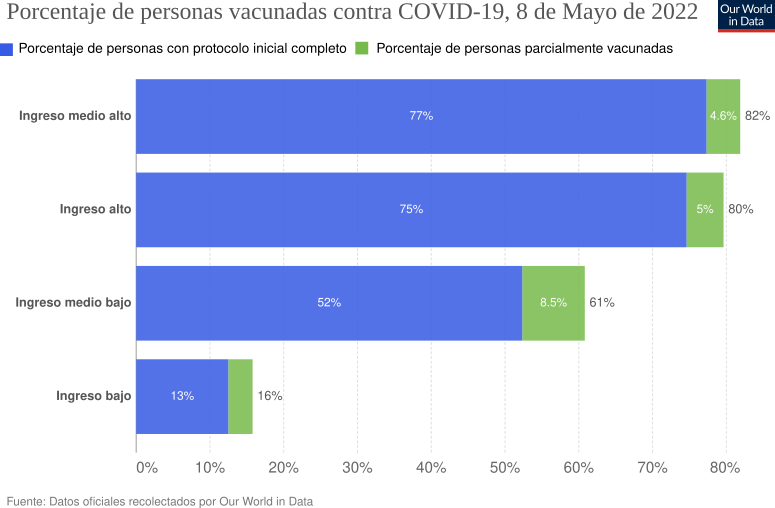 Porcentaje de personas vacunadas contra COVID-19, 8 de Mayo de 2022
Our World
in Data
Porcentaje de personas con protocolo inicial completo
Porcentaje de personas parcialmente vacunadas
Ingreso medio alto
77%
4.6%
82%
Ingreso alto
75%
5%
80%
Ingreso medio bajo
52%
8.5%
61%
Ingreso bajo
13%
16%
0% 10% 20% 30% 40% 50% 60% 70% 80%
Fuente: Datos oficiales recolectados por Our World in Data